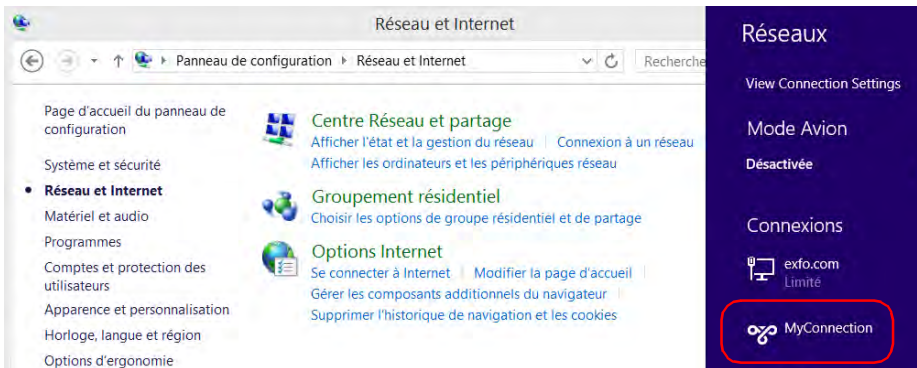 Réseau et Internet
Panneau de configuration Réseau et Internet
Recherche
Page d'accueil du panneau de
configuration
Système et sécurité
Réseau et Internet
Matériel et audio
Programmes
Comptes et protection des
utilisateurs
Apparence et personnalisation
Horloge, langue et région
Options d'ergonomie
Centre Réseau et partage
Afficher l'état et la gestion du réseau Connexion à un réseau
Afficher les ordinateurs et les périphériques réseau
Groupement résidentiel
Choisir les options de groupe résidentiel et de partage
Options Internet
Se connecter à Internet Modifier la page d'accueil
Gérer les composants additionnels du navigateur
Supprimer l'historique de navigation et les cookies
Réseaux
View Connection Settings
Mode Avion
Désactivée
Connexions
exfo.com
Limité
MyConnection